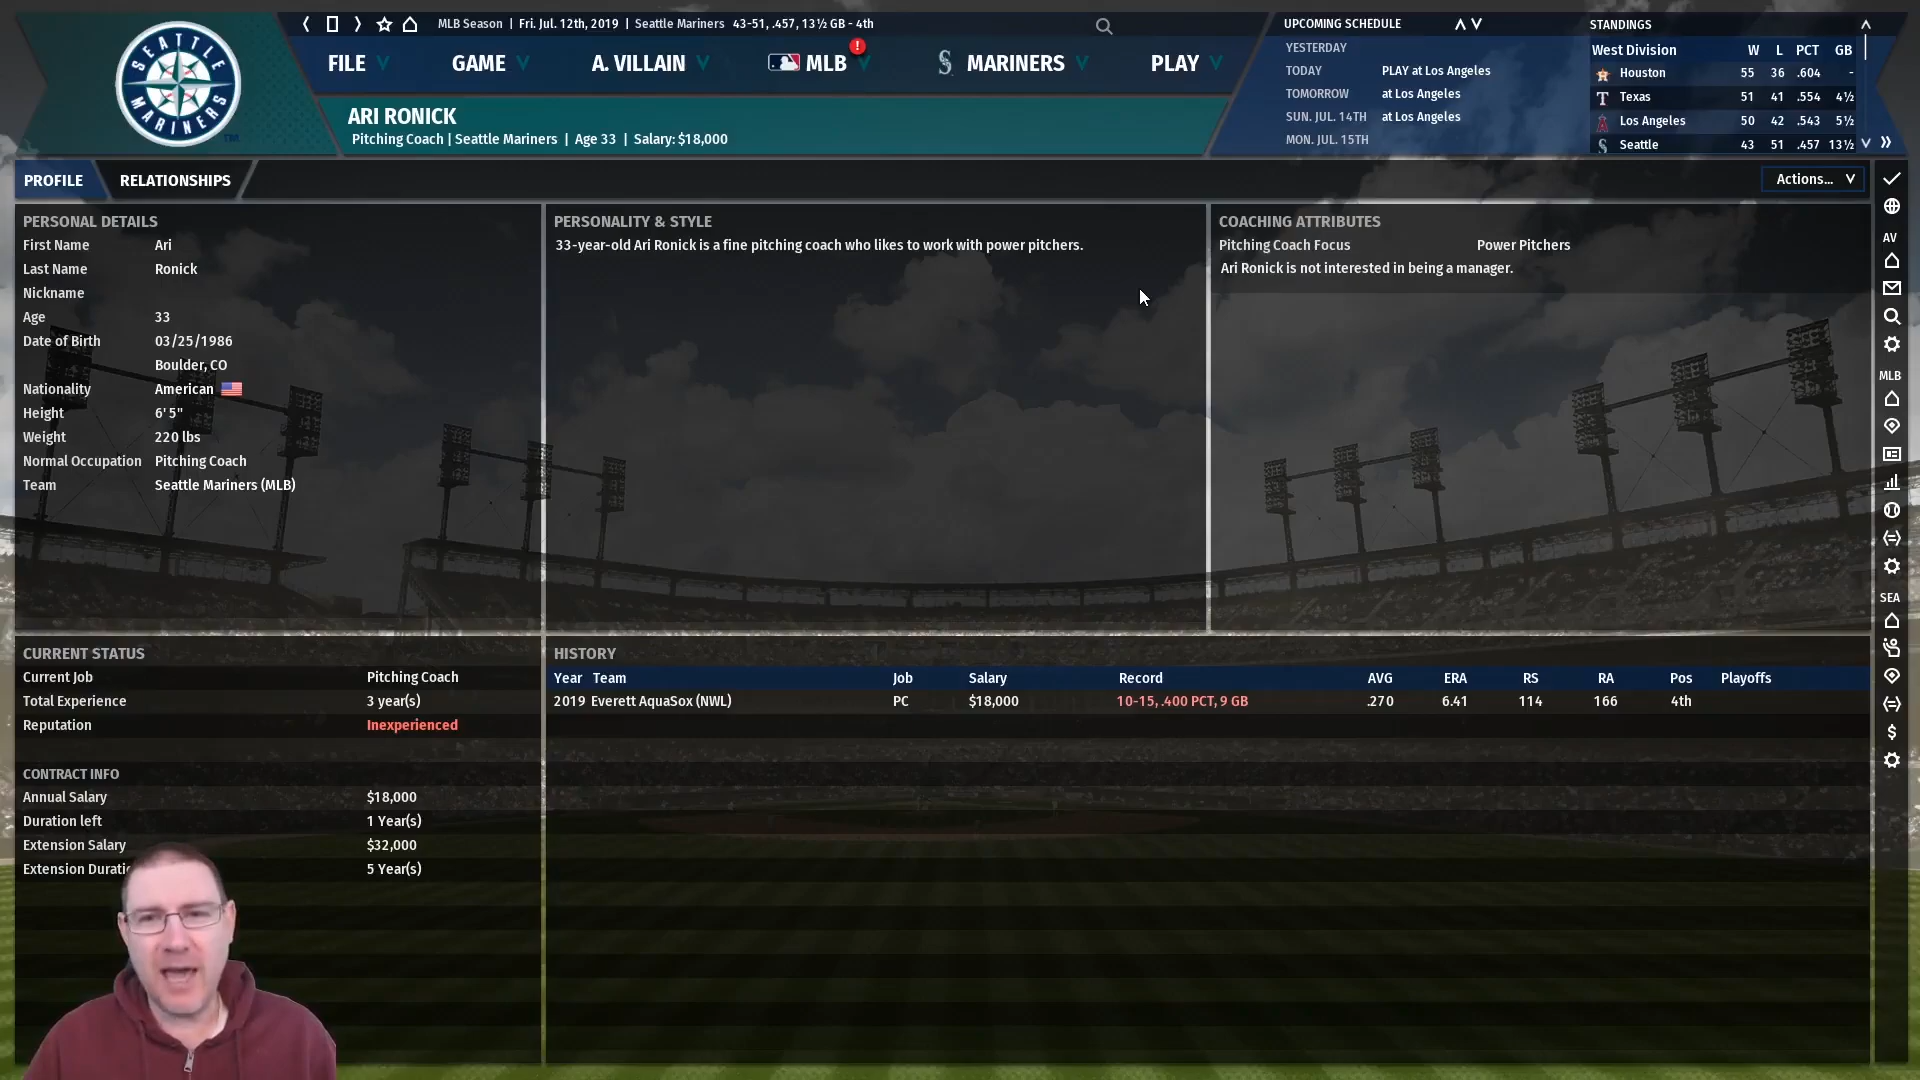 SEATTLE MARINERS
TM
MLB Season | Fri. Jul. 12th, 2019 | Seattle Mariners 43-51, .457, 13½ GB - 4th
FILE
GAME
A. VILLAIN
MLB
!
MARINERS
PLAY
ARI RONICK
Pitching Coach | Seattle Mariners | Age 33 | Salary: $18,000
UPCOMING SCHEDULE
YESTERDAY
TODAY PLAY at Los Angeles
TOMORROW at Los Angeles
SUN. JUL. 14TH at Los Angeles
MON. JUL. 15TH
STANDINGS
West Division W L PCT GB
Houston 55 36 .604 -
Texas 51 41 .554 4½
Los Angeles 50 42 .543 5½
Seattle 43 51 .457 13½
PROFILE
RELATIONSHIPS
Actions...
PERSONAL DETAILS
First Name Ari
Last Name Ronick
Nickname
Age 33
Date of Birth 03/25/1986
Boulder, CO
Nationality American
Height 6' 5"
Weight 220 lbs
Normal Occupation Pitching Coach
Team Seattle Mariners (MLB)
PERSONALITY & STYLE
33-year-old Ari Ronick is a fine pitching coach who likes to work with power pitchers.
COACHING ATTRIBUTES
Pitching Coach Focus Power Pitchers
Ari Ronick is not interested in being a manager.
AV
MLB
SEA
$
CURRENT STATUS
Current Job Pitching Coach
Total Experience 3 year(s)
Reputation Inexperienced
CONTRACT INFO
Annual Salary $18,000
Duration left 1 Year(s)
Extension Salary $32,000
Extension Durati 5 Year(s)
HISTORY
Year Team Job Salary Record AVG ERA RS RA Pos Playoffs
2019 Everett AquaSox (NWL) PC $18,000 10-15, .400 PCT, 9 GB .270 6.41 114 166 4th